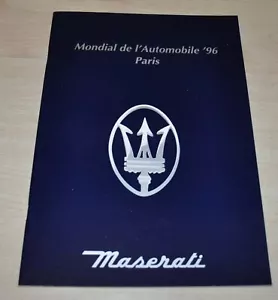 Mondial de l'Automobile '96
Paris
Maserati